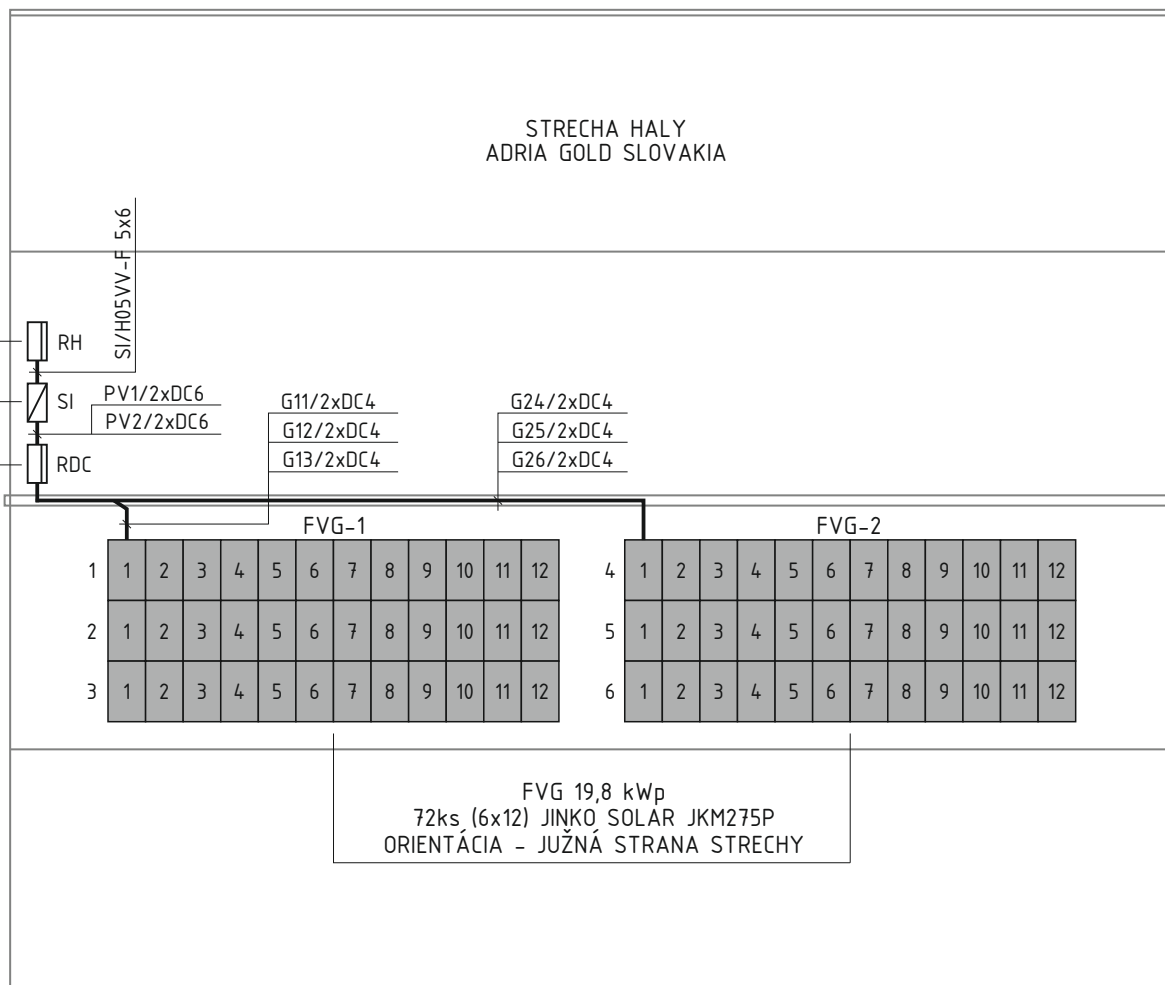 STRECHA HALY
ADRIA GOLD SLOVAKIA
SI/H05VV-F 5x6
RH
SI
PV1/2xDC6
PV2/2xDC6
RDC
G11/2xDC4
G12/2xDC4
G13/2xDC4
G24/2xDC4
G25/2xDC4
G26/2xDC4
FVG-1
FVG-2
1 1 2 3 4 5 6 7 8 9 10 11 12
4 1 2 3 4 5 6 7 8 9 10 11 12
2 1 2 3 4 5 6 7 8 9 10 11 12
5 1 2 3 4 5 6 7 8 9 10 11 12
3 1 2 3 4 5 6 7 8 9 10 11 12
6 1 2 3 4 5 6 7 8 9 10 11 12
FVG 19,8 kWp
72ks (6x12) JINKO SOLAR JKM275P
ORIENTÁCIA - JUŽNÁ STRANA STRECHY